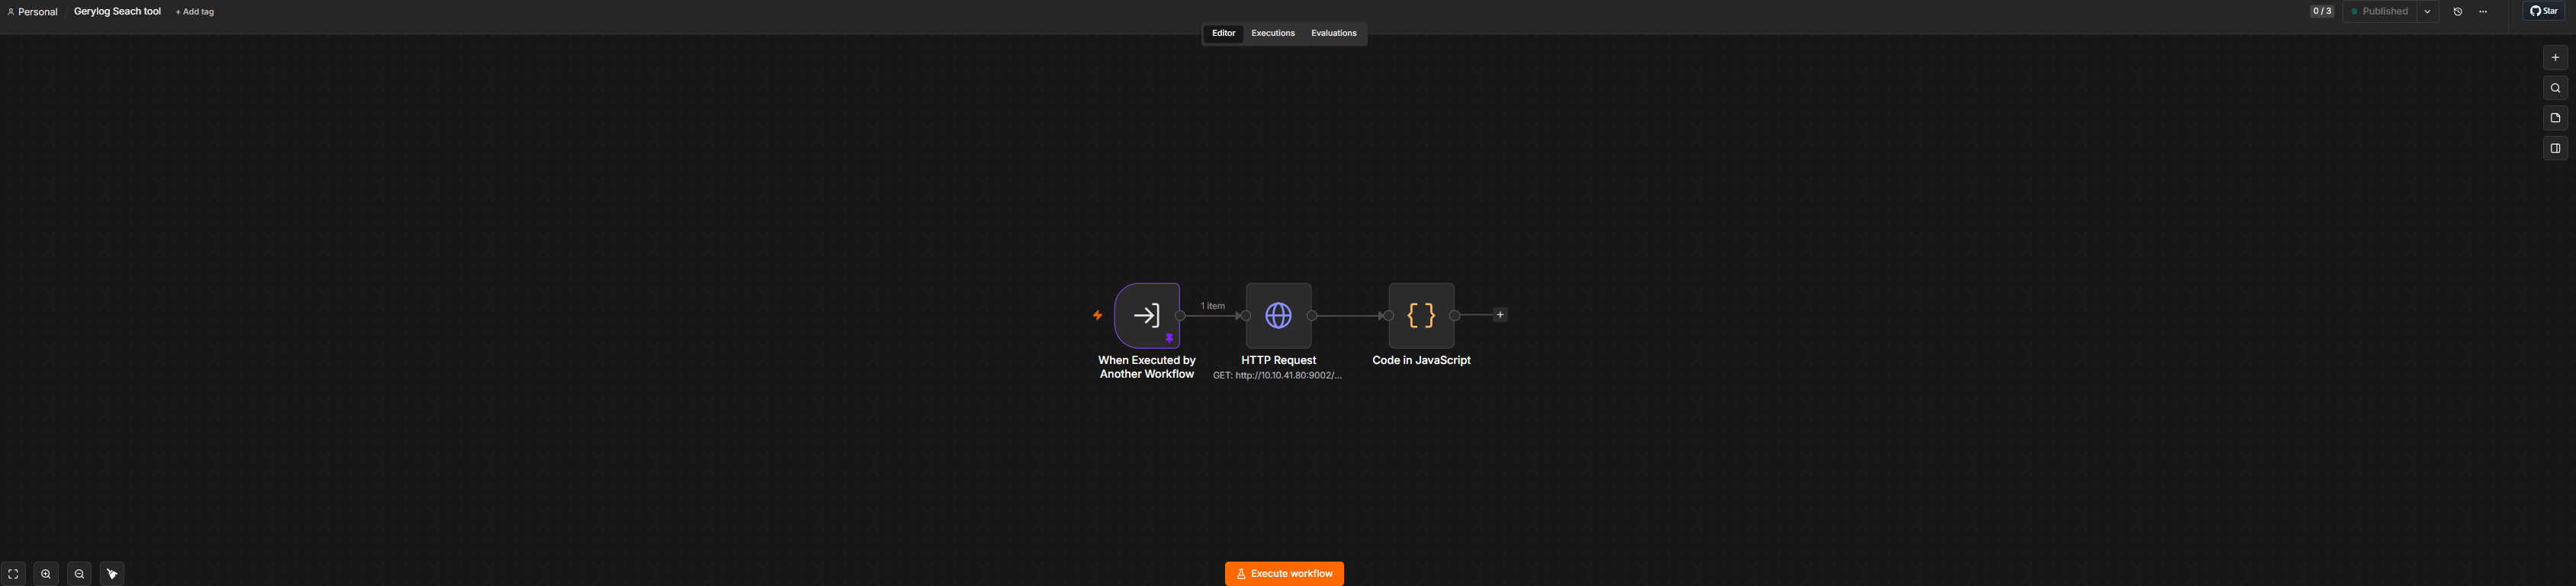 Personal
Gerylog Seach tool
+ Add tag
0 / 3
Published
Star
Editor
Executions
Evaluations
1 item
When Executed by
Another Workflow
HTTP Request
GET: http://10.10.41.80:9002/...
Code in JavaScript
Execute workflow